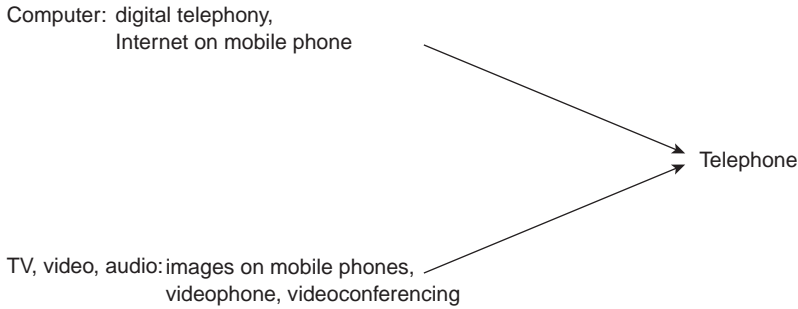 Computer: digital telephony,
Internet on mobile phone
Telephone
TV, video, audio: images on mobile phones,
videophone, videoconferencing